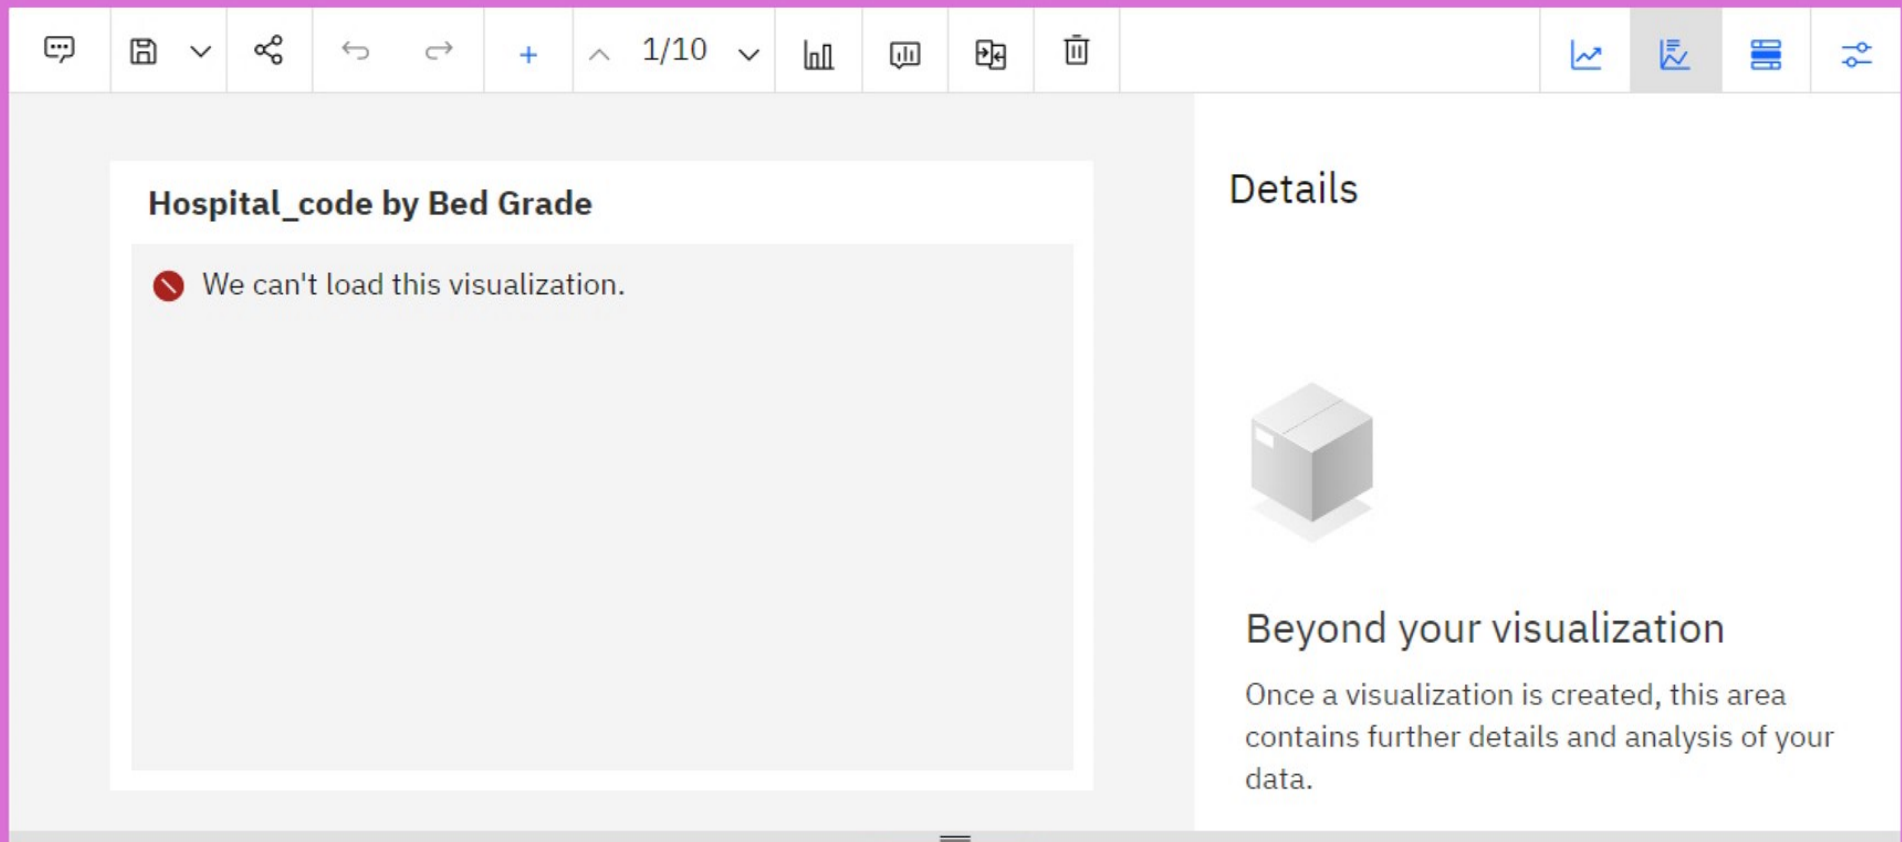 1/10
Hospital_code by Bed Grade
We can't load this visualization.
Details
Beyond your visualization
Once a visualization is created, this area
contains further details and analysis of your
data.